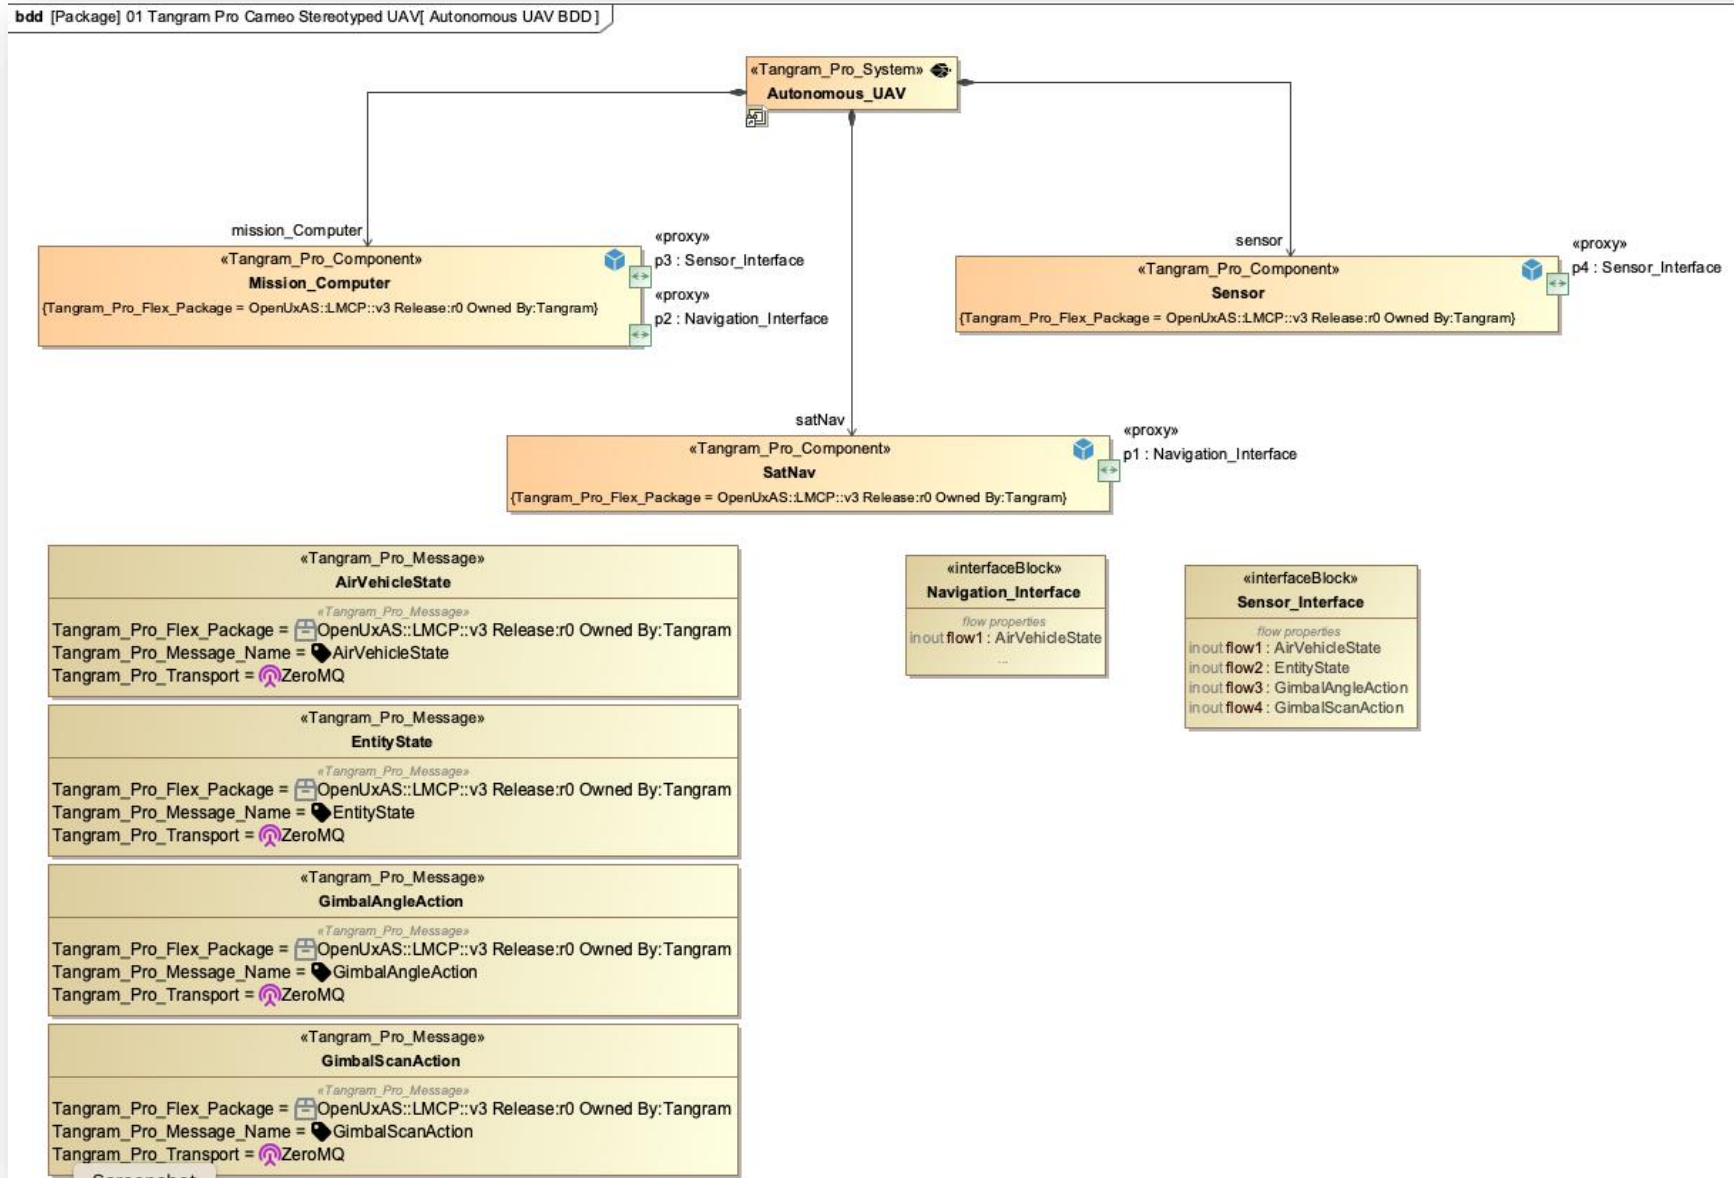 bdd [Package] 01 Tangram Pro Cameo Stereotyped UAV[ Autonomous UAV BDD ]
«Tangram_Pro_System»
Autonomous_UAV
mission_Computer
«Tangram_Pro_Component»
Mission_Computer
{Tangram_Pro_Flex_Package = OpenUxAS::LMCP::v3 Release:r0 Owned By:Tangram}
«proxy»
p3 : Sensor_Interface
«proxy»
p2 : Navigation_Interface
sensor
«Tangram_Pro_Component»
Sensor
{Tangram_Pro_Flex_Package = OpenUxAS::LMCP::v3 Release:r0 Owned By:Tangram}
«proxy»
p4 : Sensor_Interface
satNav
«Tangram_Pro_Component»
SatNav
{Tangram_Pro_Flex_Package = OpenUxAS::LMCP::v3 Release:r0 Owned By:Tangram}
«proxy»
p1 : Navigation_Interface
«Tangram_Pro_Message»
AirVehicleState
«Tangram_Pro_Message»
Tangram_Pro_Flex_Package = OpenUxAS::LMCP::v3 Release:r0 Owned By:Tangram
Tangram_Pro_Message_Name = AirVehicleState
Tangram_Pro_Transport = ZeroMQ
«Tangram_Pro_Message»
EntityState
«Tangram_Pro_Message»
Tangram_Pro_Flex_Package = OpenUxAS::LMCP::v3 Release:r0 Owned By:Tangram
Tangram_Pro_Message_Name = EntityState
Tangram_Pro_Transport = ZeroMQ
«Tangram_Pro_Message»
GimbalAngleAction
«Tangram_Pro_Message»
Tangram_Pro_Flex_Package = OpenUxAS::LMCP::v3 Release:r0 Owned By:Tangram
Tangram_Pro_Message_Name = GimbalAngleAction
Tangram_Pro_Transport = ZeroMQ
«Tangram_Pro_Message»
GimbalScanAction
«Tangram_Pro_Message»
Tangram_Pro_Flex_Package = OpenUxAS::LMCP::v3 Release:r0 Owned By:Tangram
Tangram_Pro_Message_Name = GimbalScanAction
Tangram_Pro_Transport = ZeroMQ
«interfaceBlock»
Navigation_Interface
flow properties
inout flow1 : AirVehicleState
...
«interfaceBlock»
Sensor_Interface
flow properties
inout flow1 : AirVehicleState
inout flow2 : EntityState
inout flow3 : GimbalAngleAction
inout flow4 : GimbalScanAction